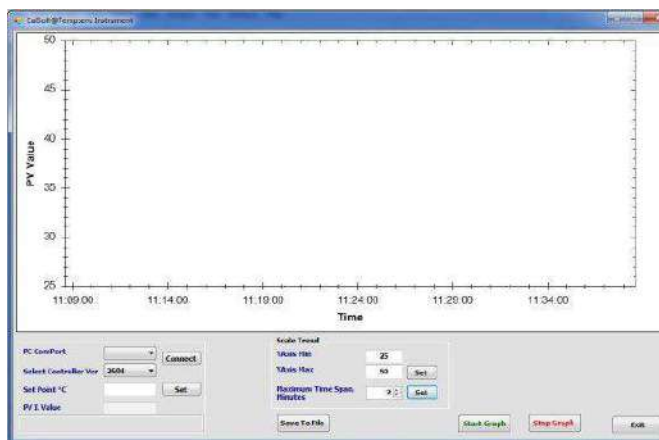 CalSoft@Tempsens Instrument
50
45
40
35
30
25
PV Value
11:09:00 11:14:00 11:19:00 11:24:00 11:29:00 11:34:00
Time
PC ComPort
Connect
Select Controller Ver
Set Point °C
Set
PV I Value
Scale Trend
YAxis Min 25
YAxis Max 50 Set
Maximum Time Span, Minutes
Set
Save To File
Start Graph
Stop Graph
Exit